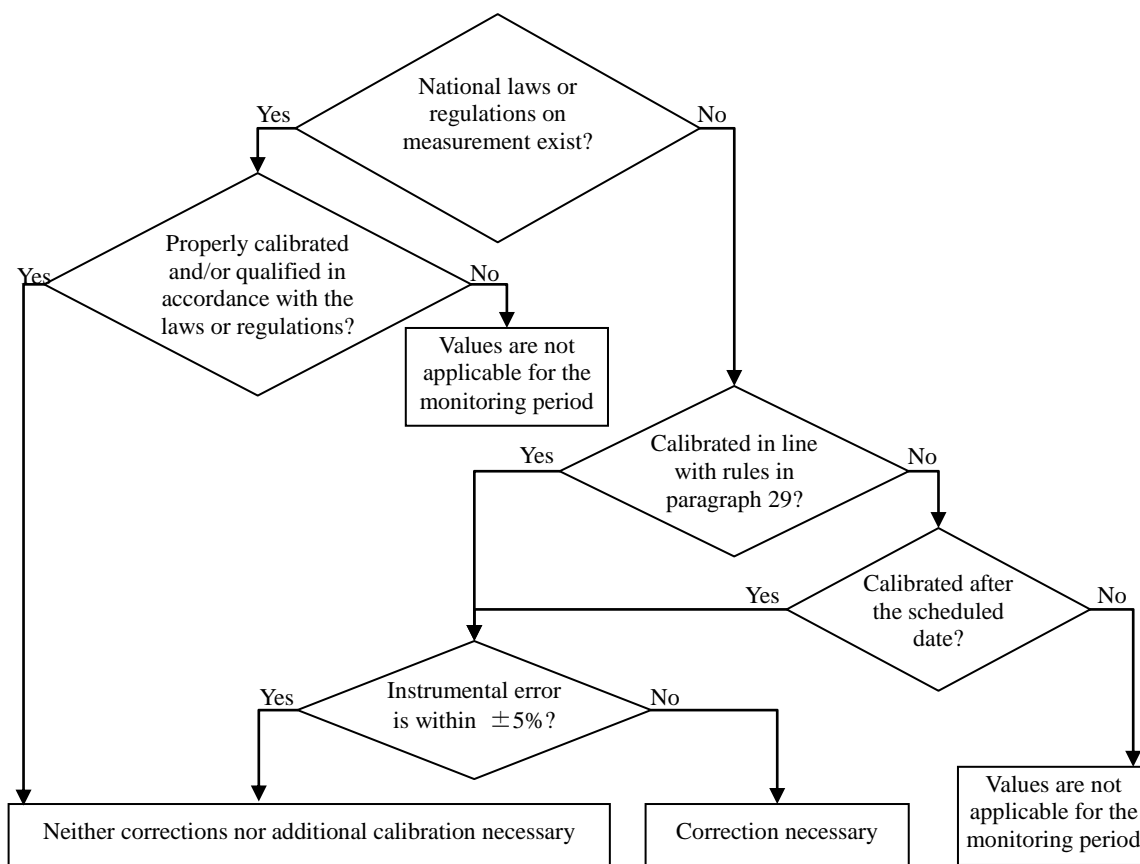 National laws or
regulations on
measurement exist?
Yes
No
Properly calibrated
and/or qualified in
accordance with the
laws or regulations?
Yes
No
Values are not
applicable for the
monitoring period
Calibrated in line
with rules in
paragraph 29?
Yes
No
Calibrated after
the scheduled
date?
Yes
No
Instrumental error
is within ±5%?
Yes
No
Neither corrections nor additional calibration necessary
Correction necessary
Values are not
applicable for the
monitoring period